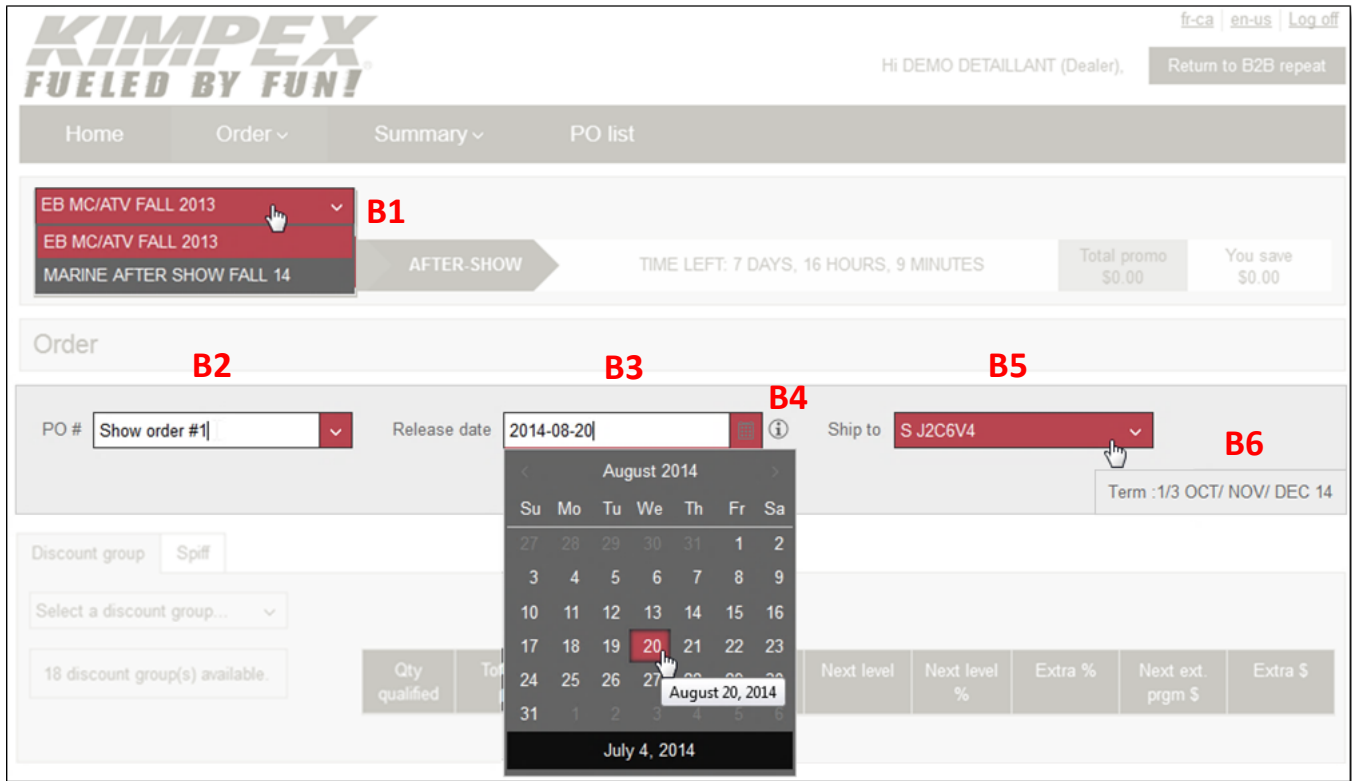 KIMPEX
FUELED BY FUN!
fr-ca en-us Log off
Hi DEMO DETAILLANT (Dealer),
Return to B2B repeat
Home Order Summary PO list
EB MC/ATV FALL 2013
B1
EB MC/ATV FALL 2013
MARINE AFTER SHOW FALL 14
AFTER-SHOW
TIME LEFT: 7 DAYS, 16 HOURS, 9 MINUTES
Total promo
$0.00
You save
$0.00
Order
B2
B3
B4
B5
PO # Show order #1
Release date 2014-08-20
Ship to S J2C6V4
B6
Term :1/3 OCT/ NOV/ DEC 14
August 2014
Su Mo Tu We Th Fr Sa
27 28 29 30 31 1 2
3 4 5 6 7 8 9
10 11 12 13 14 15 16
17 18 19 20 21 22 23
24 25 26 27
August 20, 2014
31 1 2 3 4 5 6
July 4, 2014
Discount group Spiff
Select a discount group...
18 discount group(s) available.
Qty
qualified
Next level
Next level
%
Extra %
Next ext.
prgm $
Extra $